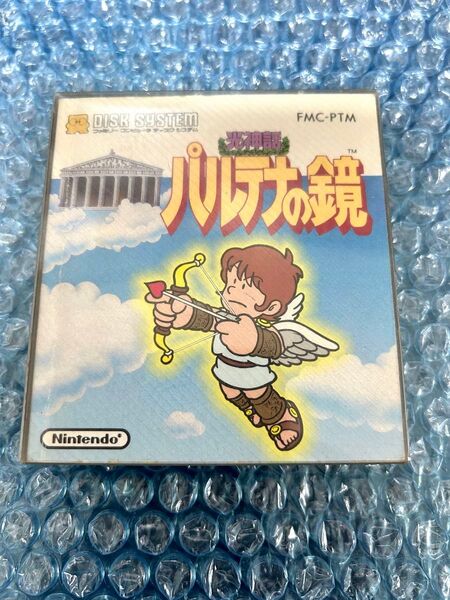 DISK SYSTEM
ファミリーコンピュータ ディスクシステム
FMC-PTM
光神話
パルテナの鏡
TM
Nintendo®